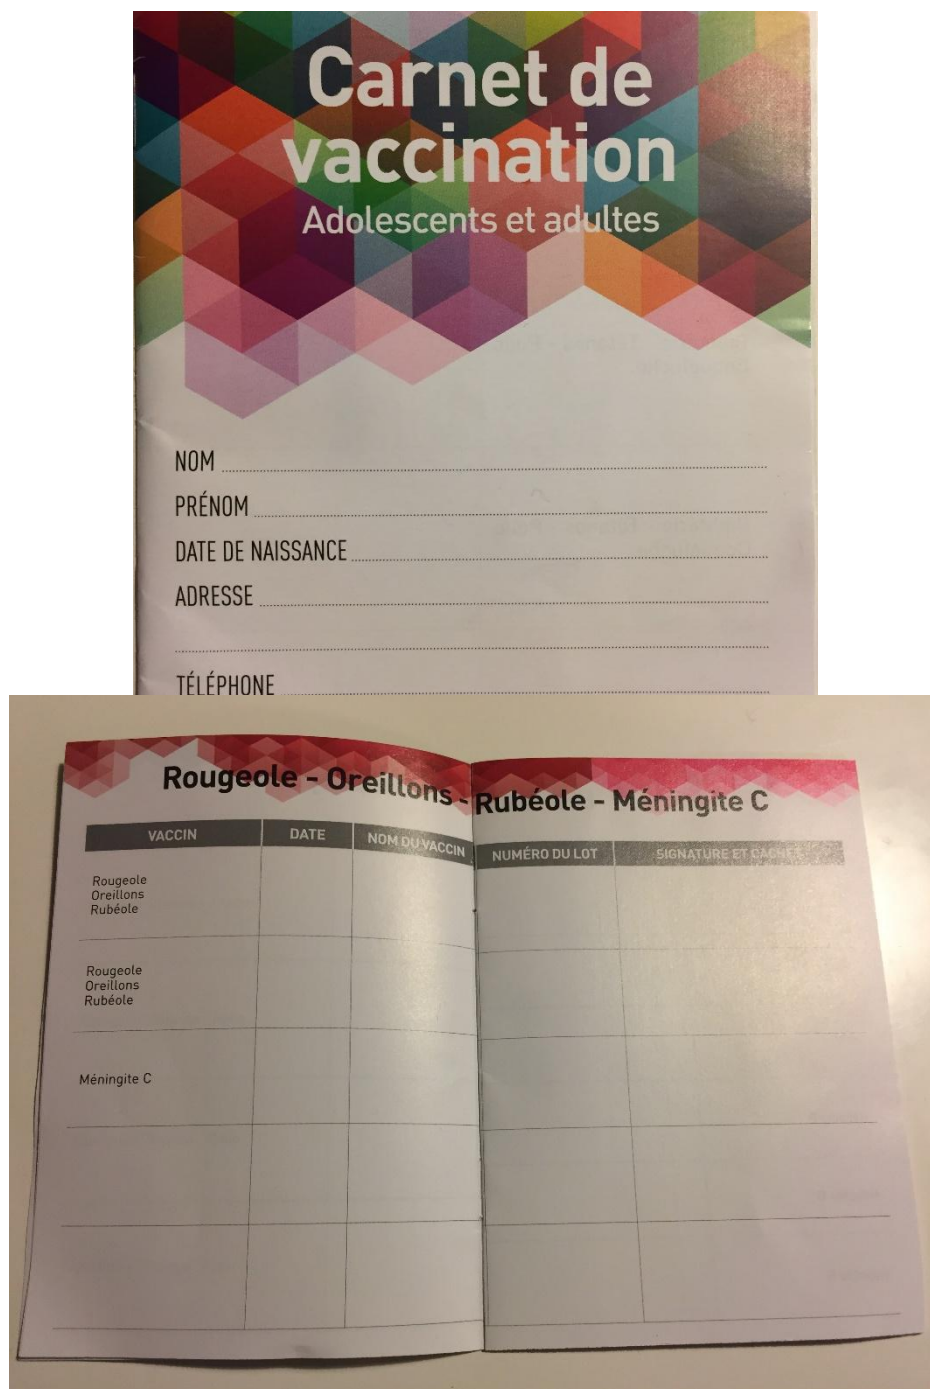 Carnet de
vaccination
Adolescents et adultes
NOM
PRÉNOM
DATE DE NAISSANCE
ADRESSE
TÉLÉPHONE
Rougeole - Oreillons - Rubéole - Méningite C
VACCIN DATE NOM DU VACCIN NUMÉRO DU LOT SIGNATURE ET CACHET
Rougeole
Oreillons
Rubéole
Rougeole
Oreillons
Rubéole
Méningite C